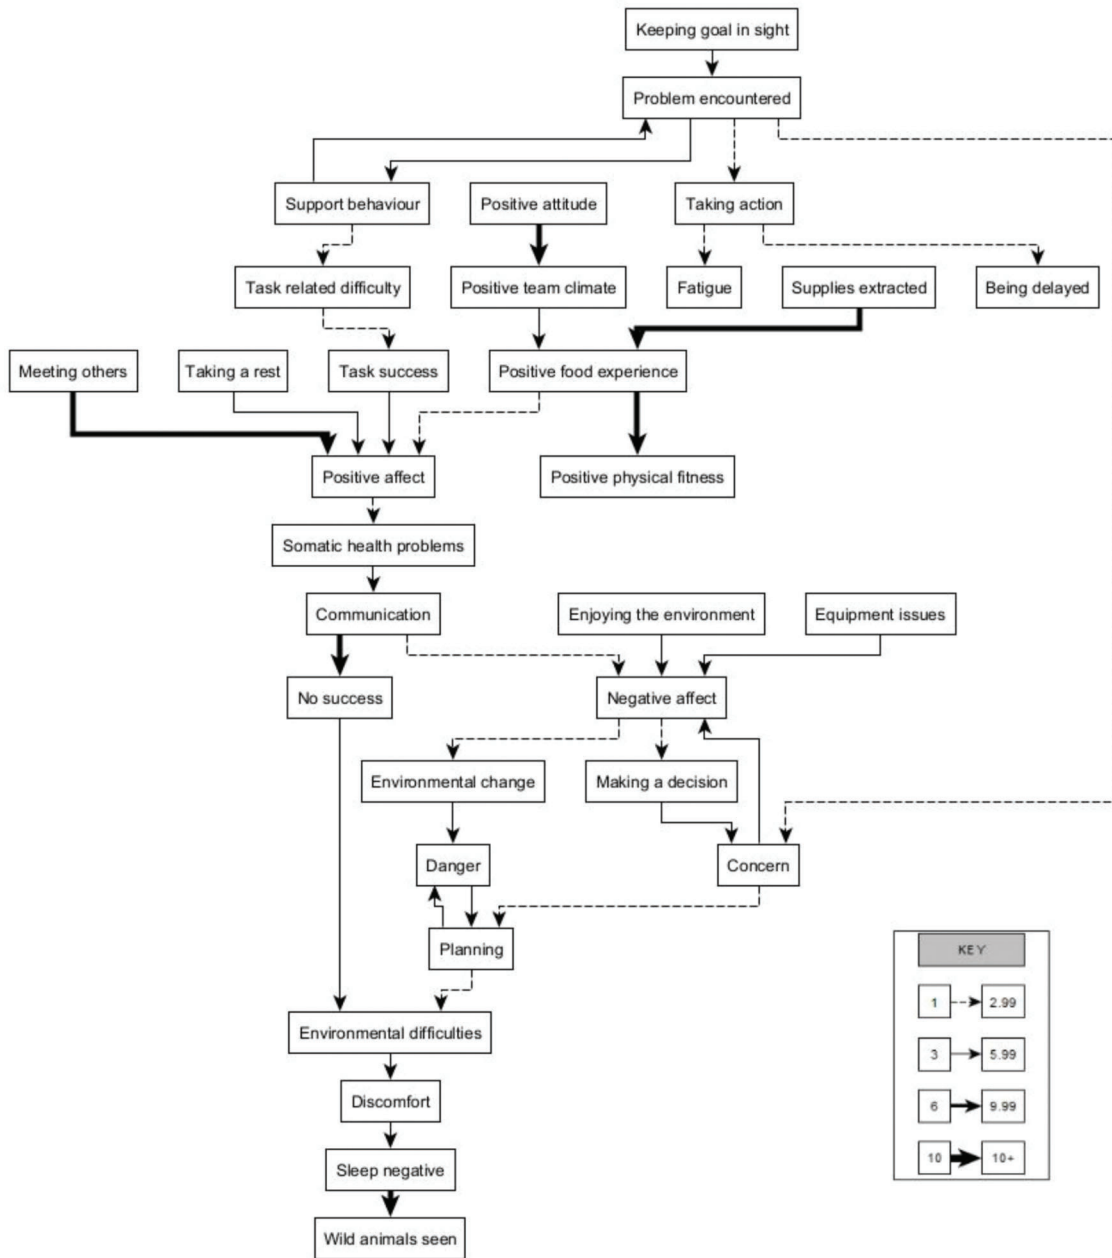 Keeping goal in sight
Problem encountered
Support behaviour
Positive attitude
Taking action
Task related difficulty
Positive team climate
Fatigue
Supplies extracted
Being delayed
Meeting others
Taking a rest
Task success
Positive food experience
Positive affect
Positive physical fitness
Somatic health problems
Communication
Enjoying the environment
Equipment issues
No success
Negative affect
Environmental change
Making a decision
Danger
Concern
Planning
KEY
1 2.99
Environmental difficulties
3 5.99
Discomfort
6 9.99
Sleep negative
10 10+
Wild animals seen